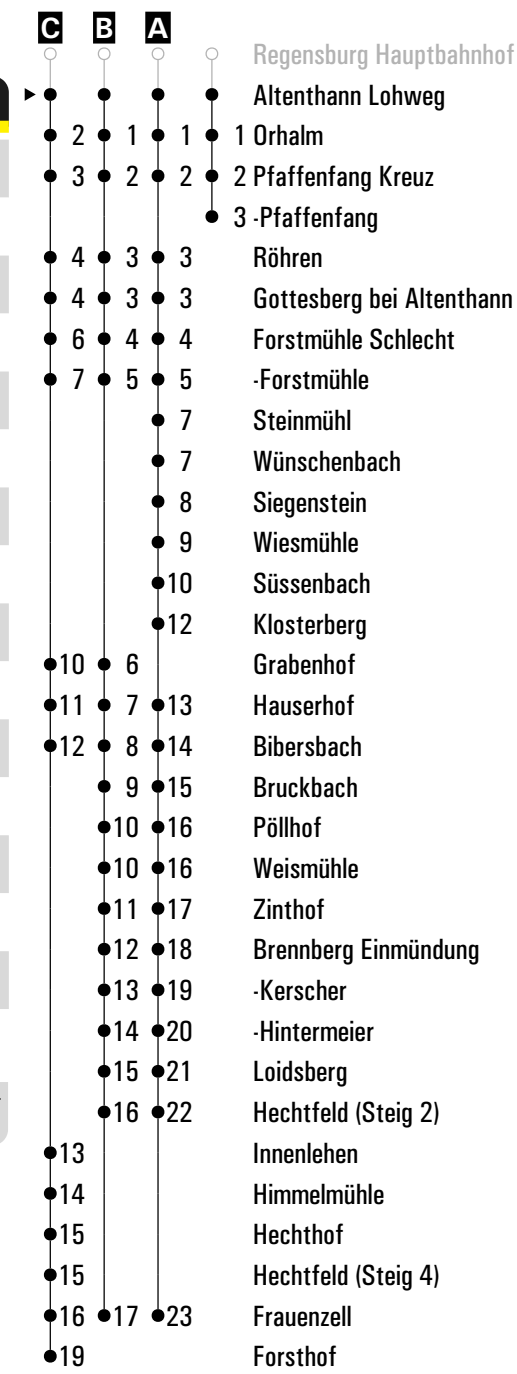 C B A
Regensburg Hauptbahnhof
Altenthann Lohweg
2 1 1 1 Orhalm
3 2 2 2 Pfaffenfang Kreuz
3 -Pfaffenfang
4 3 3 Röhren
4 3 3 Gottesberg bei Altenthann
6 4 4 Forstmühle Schlecht
7 5 5 -Forstmühle
7 Steinmühl
7 Wünschenbach
8 Siegenstein
9 Wiesmühle
10 Süssenbach
12 Klosterberg
10 6 Grabenhof
11 7 13 Hauserhof
12 8 14 Bibersbach
9 15 Bruckbach
10 16 Pöllhof
10 16 Weismühle
11 17 Zinthof
12 18 Brennberg Einmündung
13 19 -Kerscher
14 20 -Hintermeier
15 21 Loidsberg
16 22 Hechtfeld (Steig 2)
13 Innenlehen
14 Himmelmühle
15 Hechthof
15 Hechtfeld (Steig 4)
16 17 23 Frauenzell
19 Forsthof